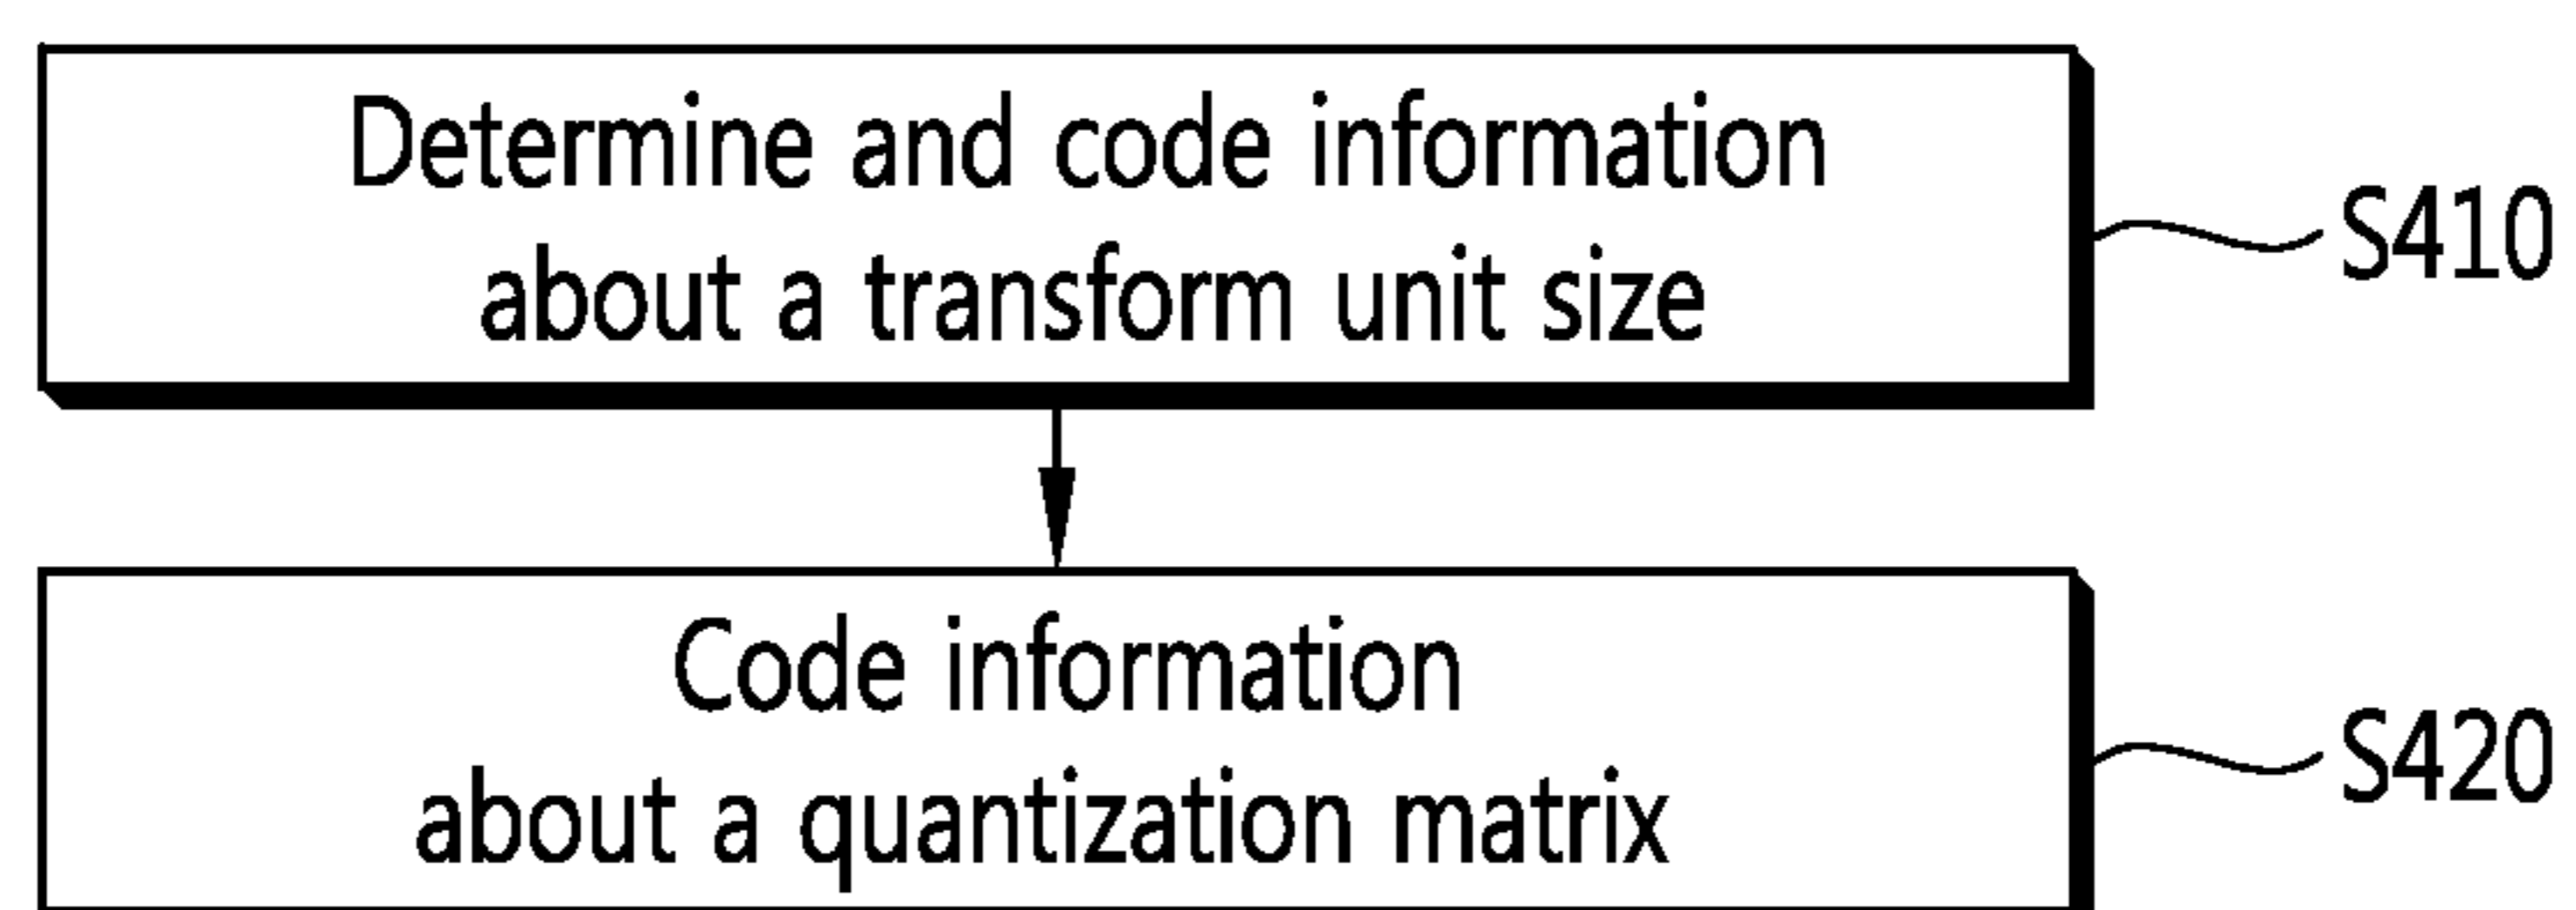 Determine and code information
about a transform unit size
S410
Code information
about a quantization matrix
S420